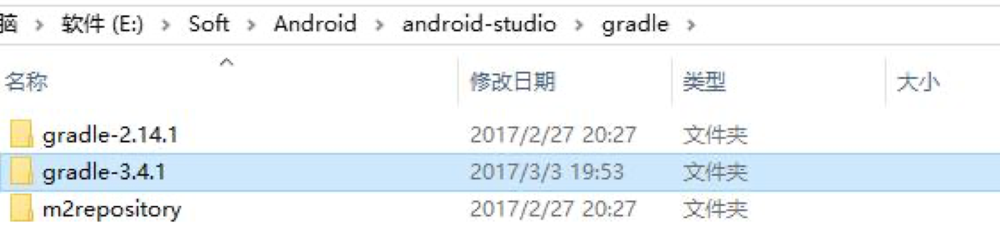 脑 > 软件 (E:) > Soft > Android > android-studio > gradle >
名称 修改日期 类型 大小
gradle-2.14.1 2017/2/27 20:27 文件夹
gradle-3.4.1 2017/3/3 19:53 文件夹
m2repository 2017/2/27 20:27 文件夹